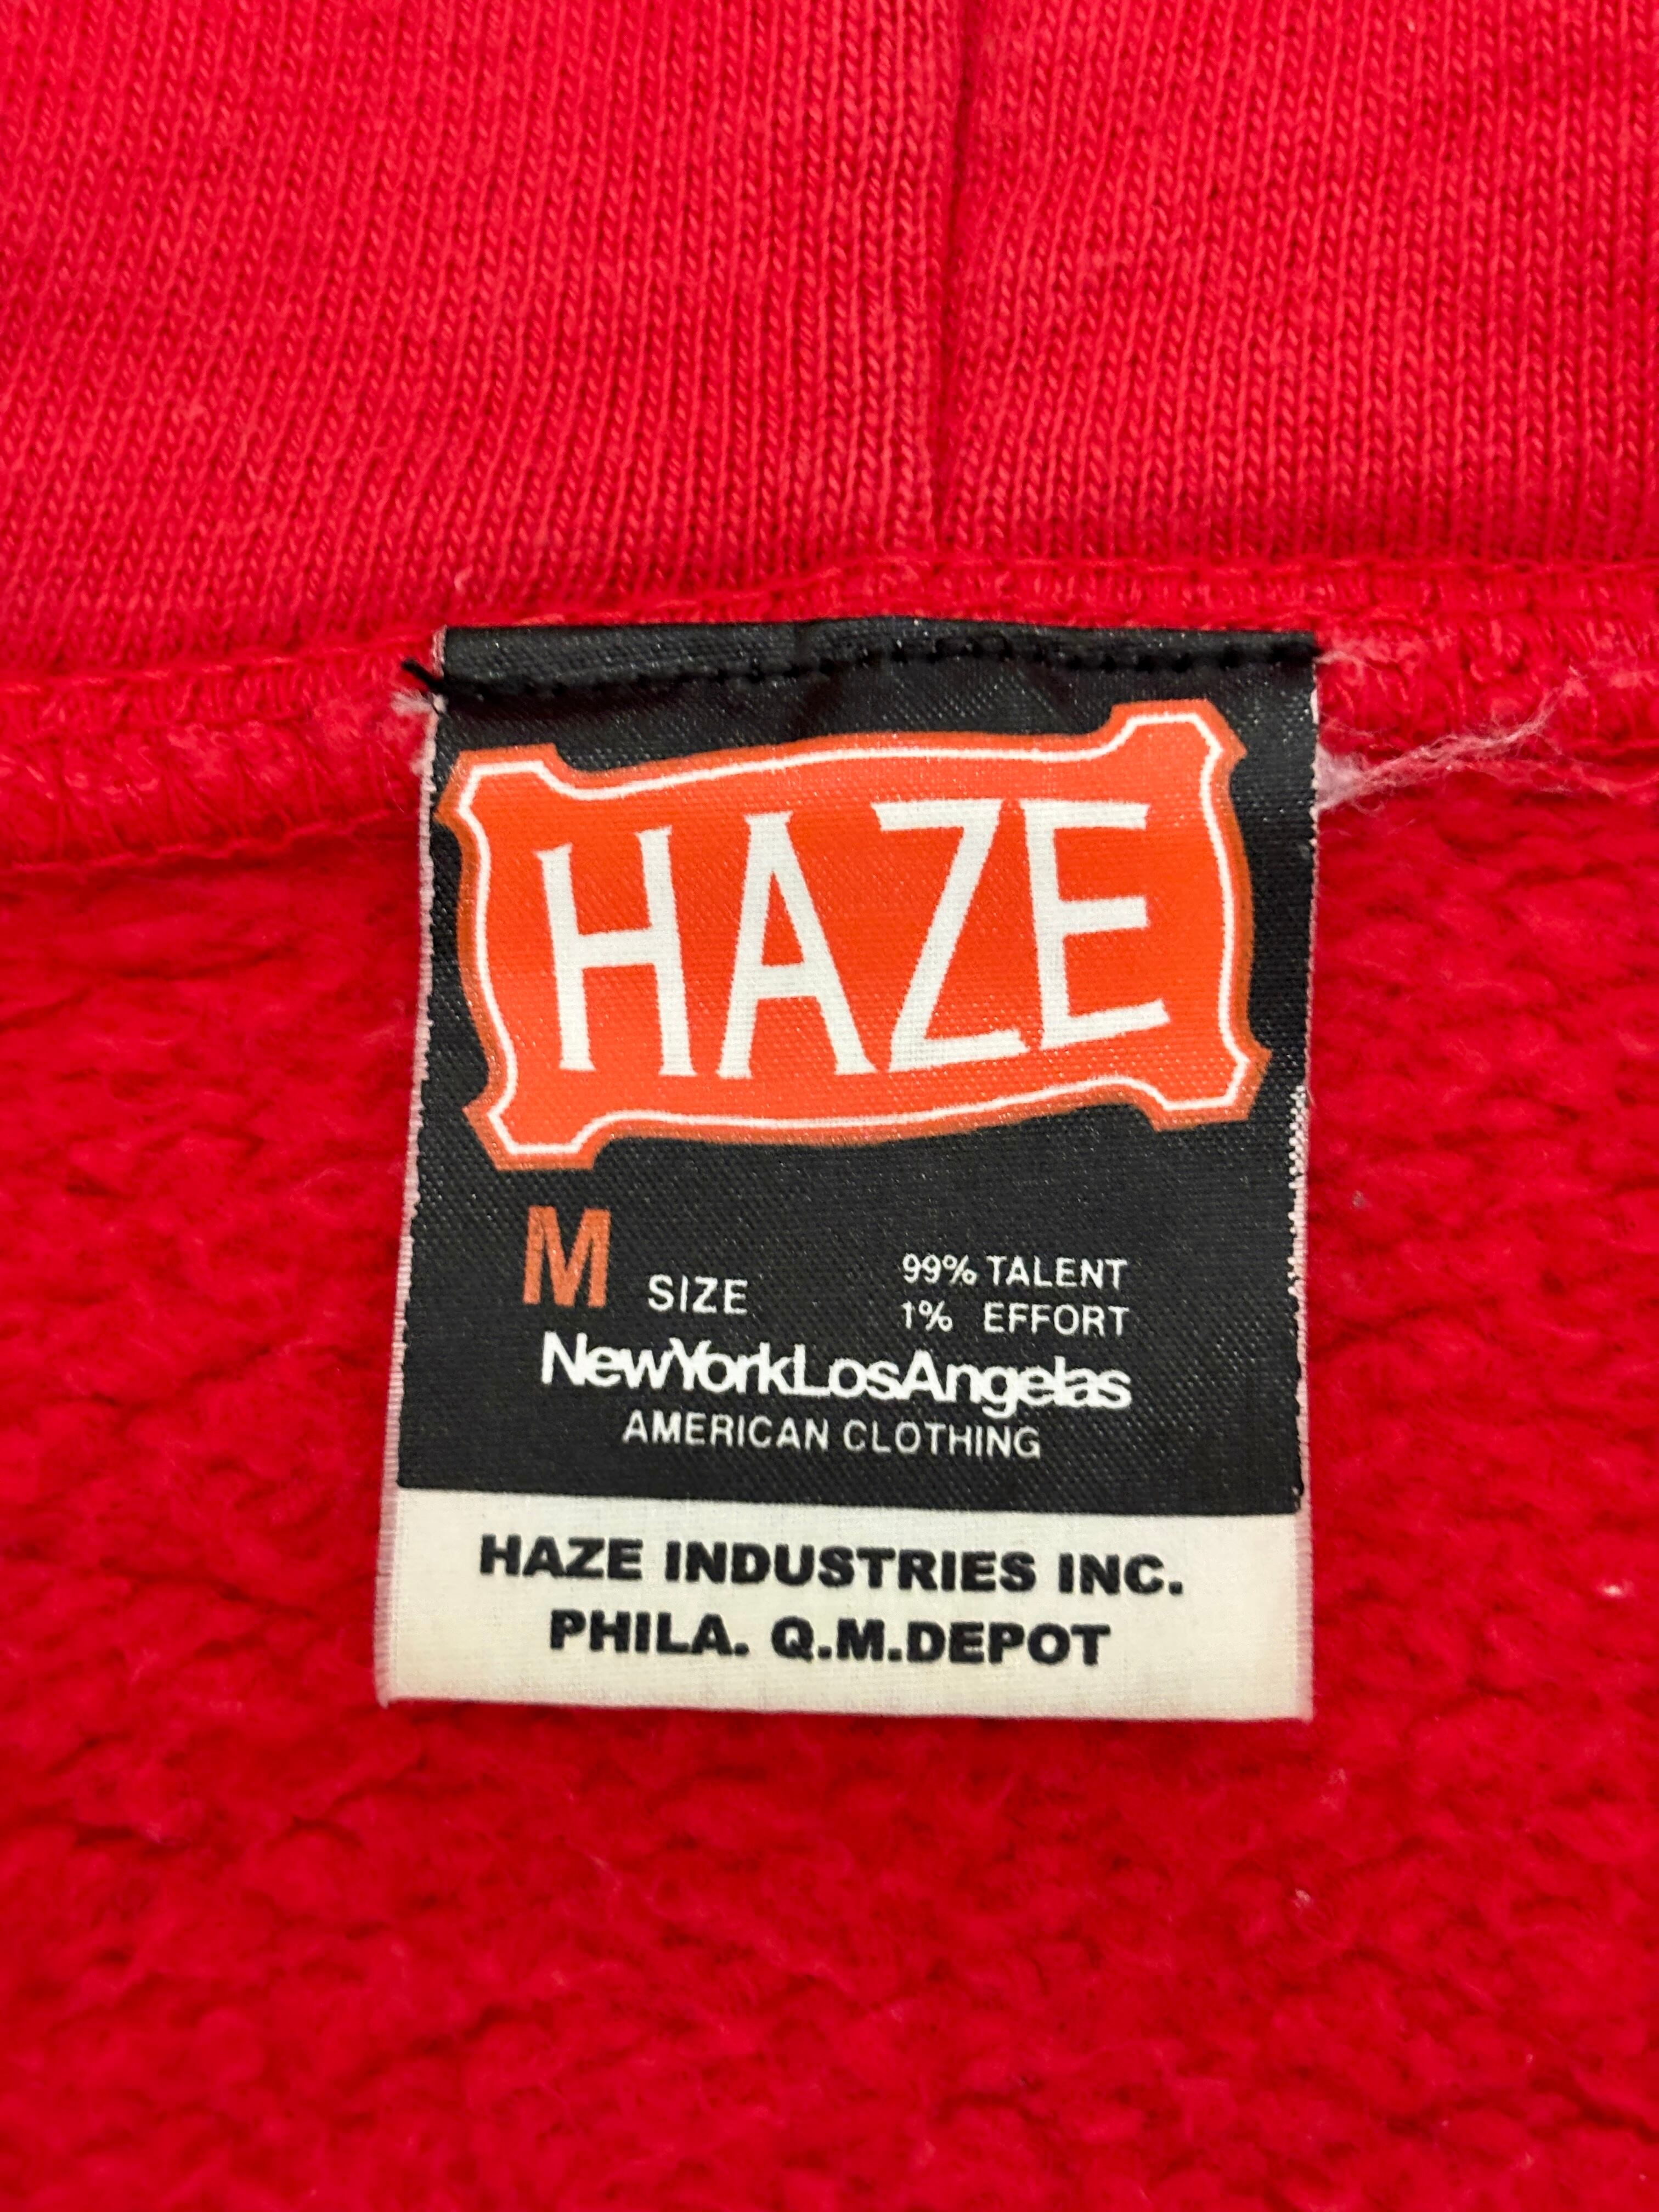 HAZE
M SIZE
99% TALENT
1% EFFORT
NewYorkLosAngelas
AMERICAN CLOTHING
HAZE INDUSTRIES INC.
PHILA. Q.M.DEPOT